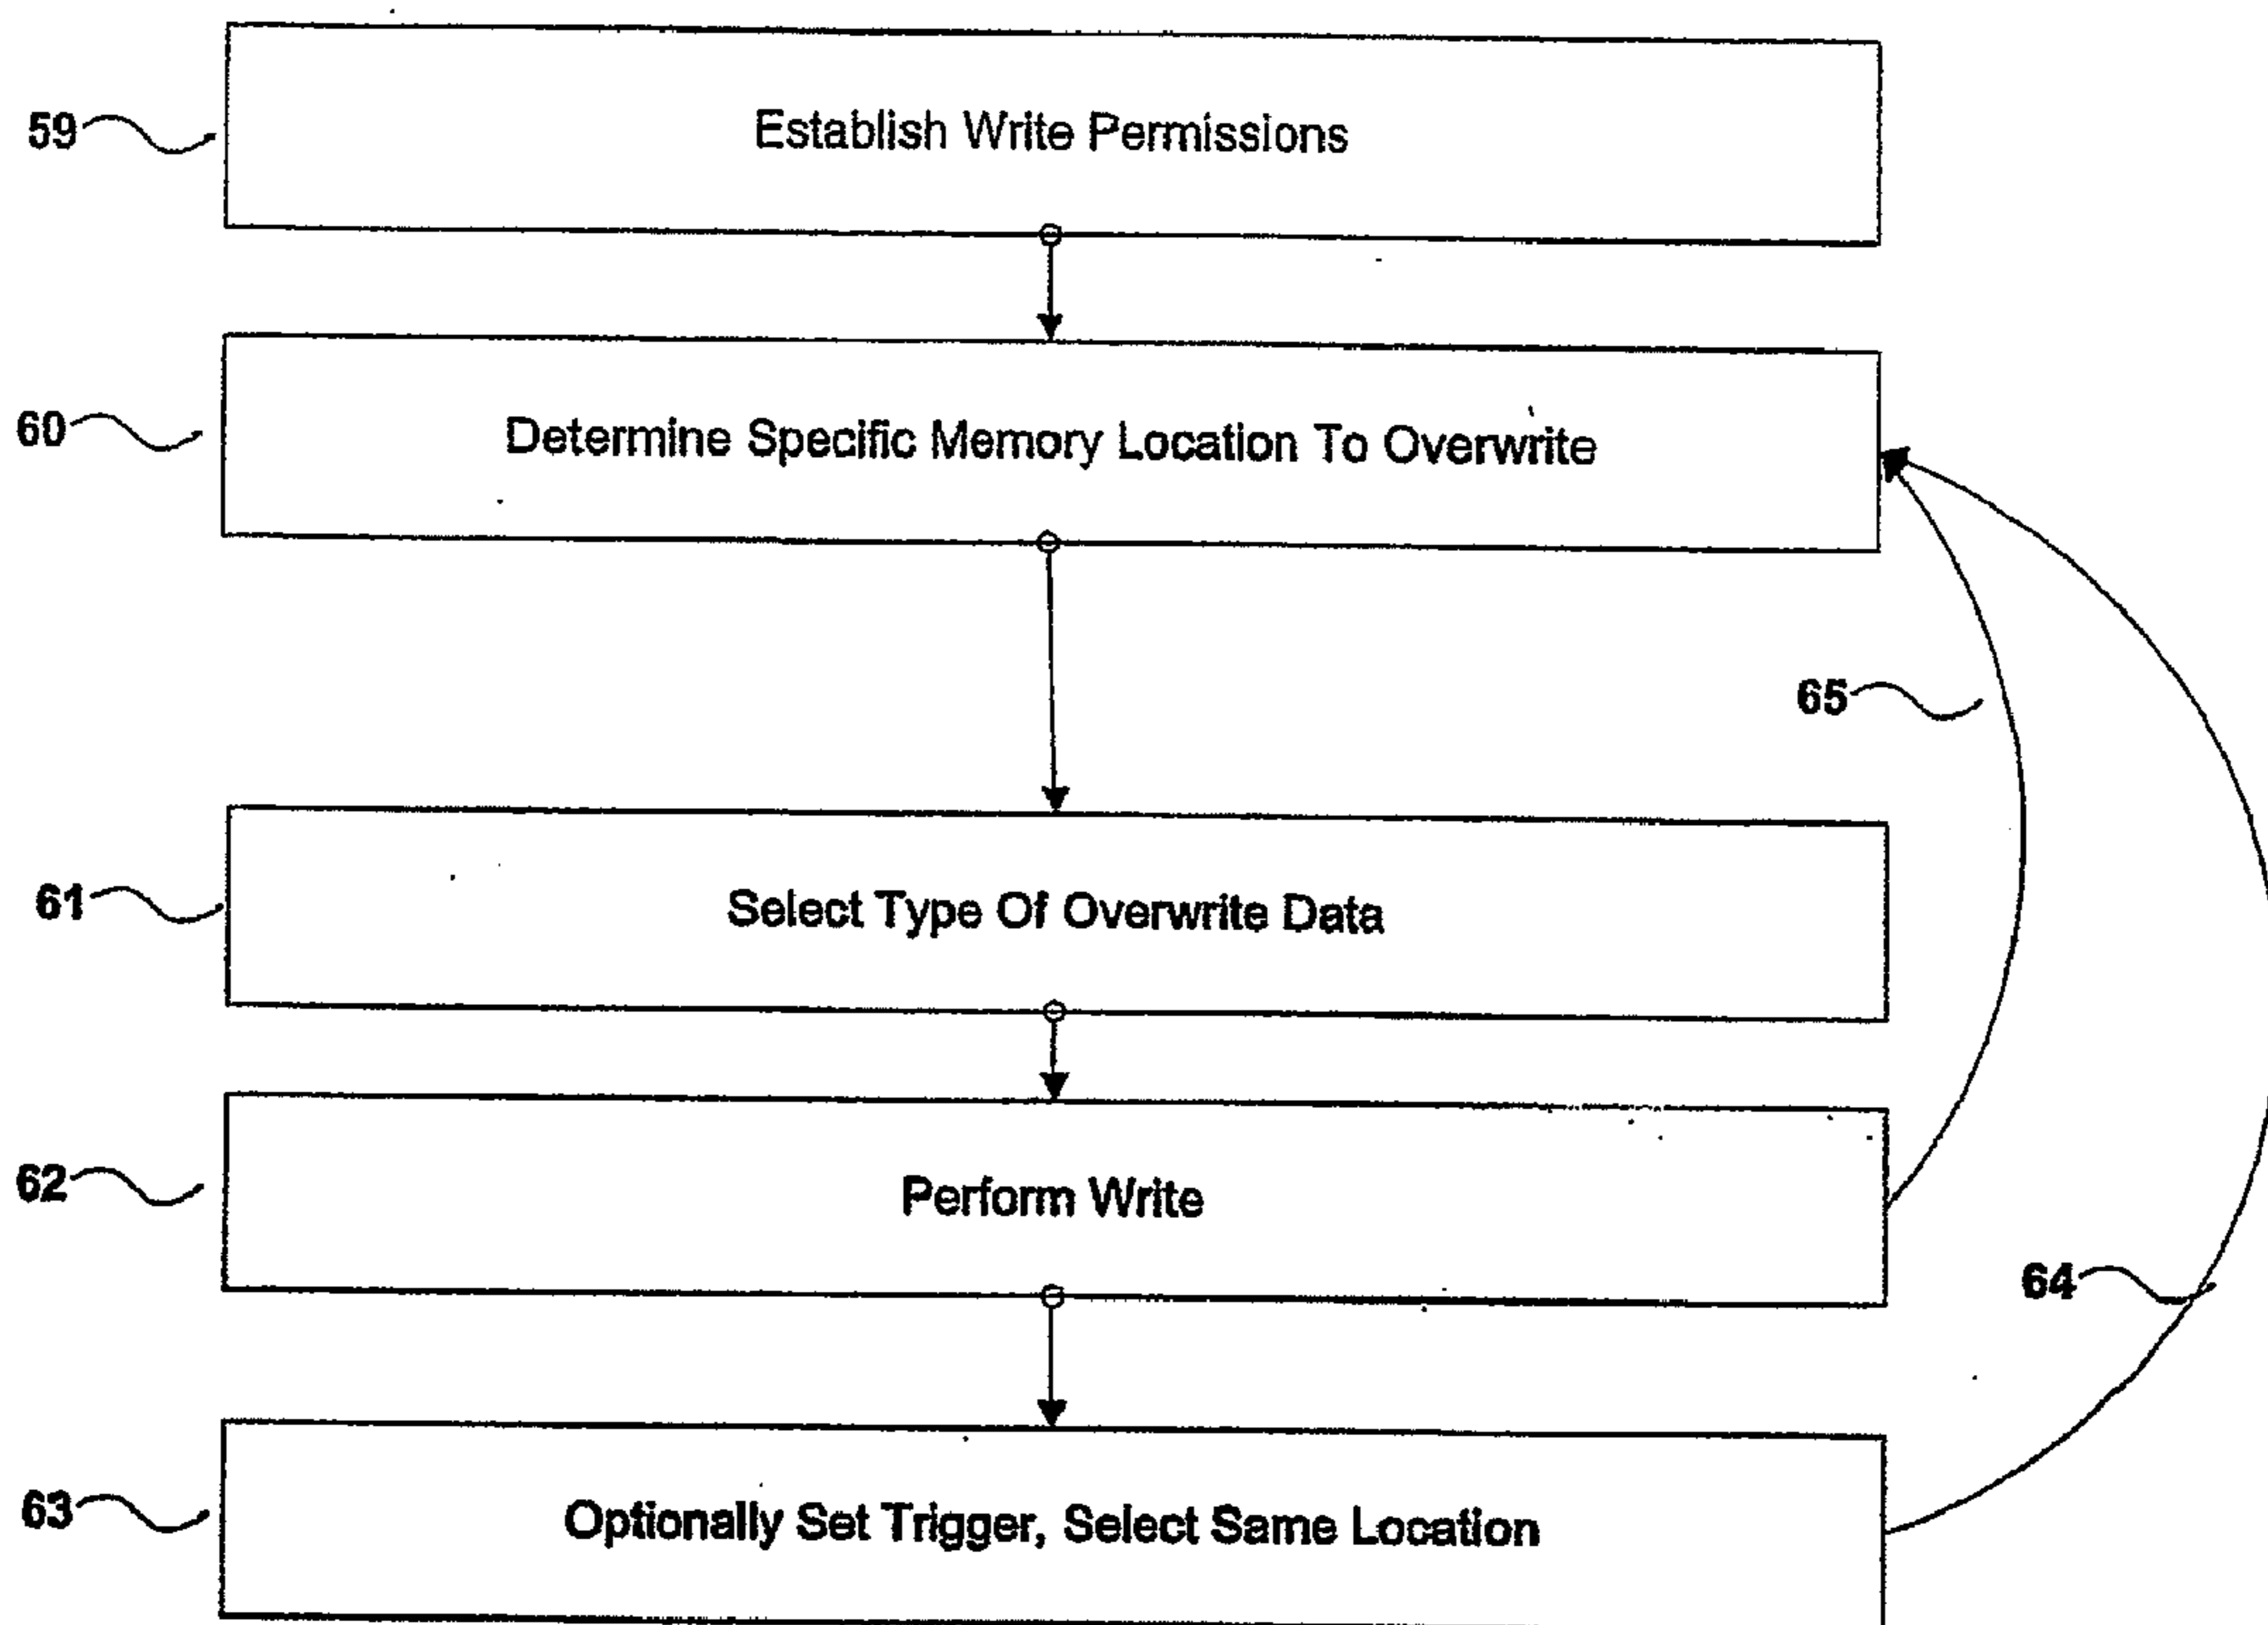 59
Establish Write Permissions
60
Determine Specific Memory Location To Overwrite
65
61
Select Type Of Overwrite Data
62
Perform Write
64
63
Optionally Set Trigger, Select Same Location